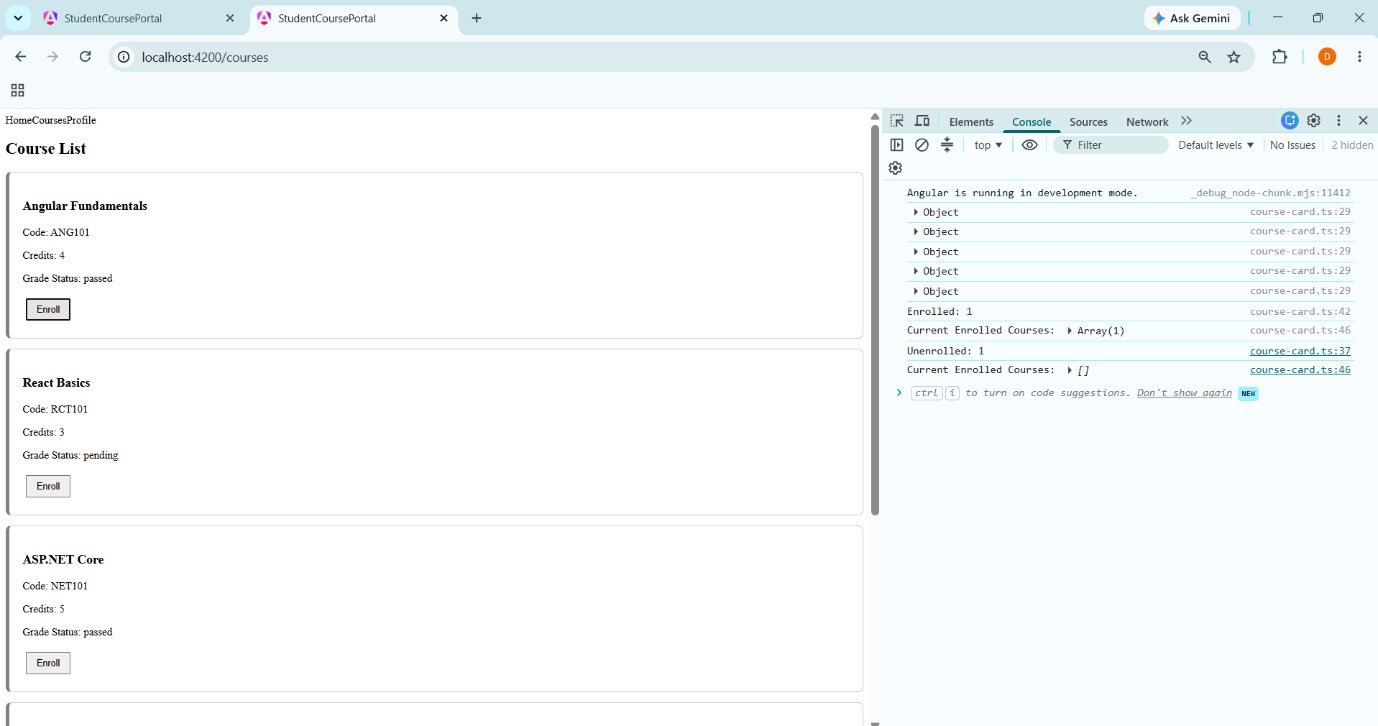 StudentCoursePortal
StudentCoursePortal
Ask Gemini
localhost:4200/courses
D
HomeCoursesProfile
Course List
Angular Fundamentals
Code: ANG101
Credits: 4
Grade Status: passed
Enroll
React Basics
Code: RCT101
Credits: 3
Grade Status: pending
Enroll
ASP.NET Core
Code: NET101
Credits: 5
Grade Status: passed
Enroll
Elements Console Sources Network
top Filter Default levels No Issues 2 hidden
Angular is running in development mode. _debug_node-chunk.mjs:11412
Object course-card.ts:29
Object course-card.ts:29
Object course-card.ts:29
Object course-card.ts:29
Object course-card.ts:29
Enrolled: 1 course-card.ts:42
Current Enrolled Courses: Array(1) course-card.ts:46
Unenrolled: 1 course-card.ts:37
Current Enrolled Courses: [] course-card.ts:46
ctrl i to turn on code suggestions. Don't show again NEW